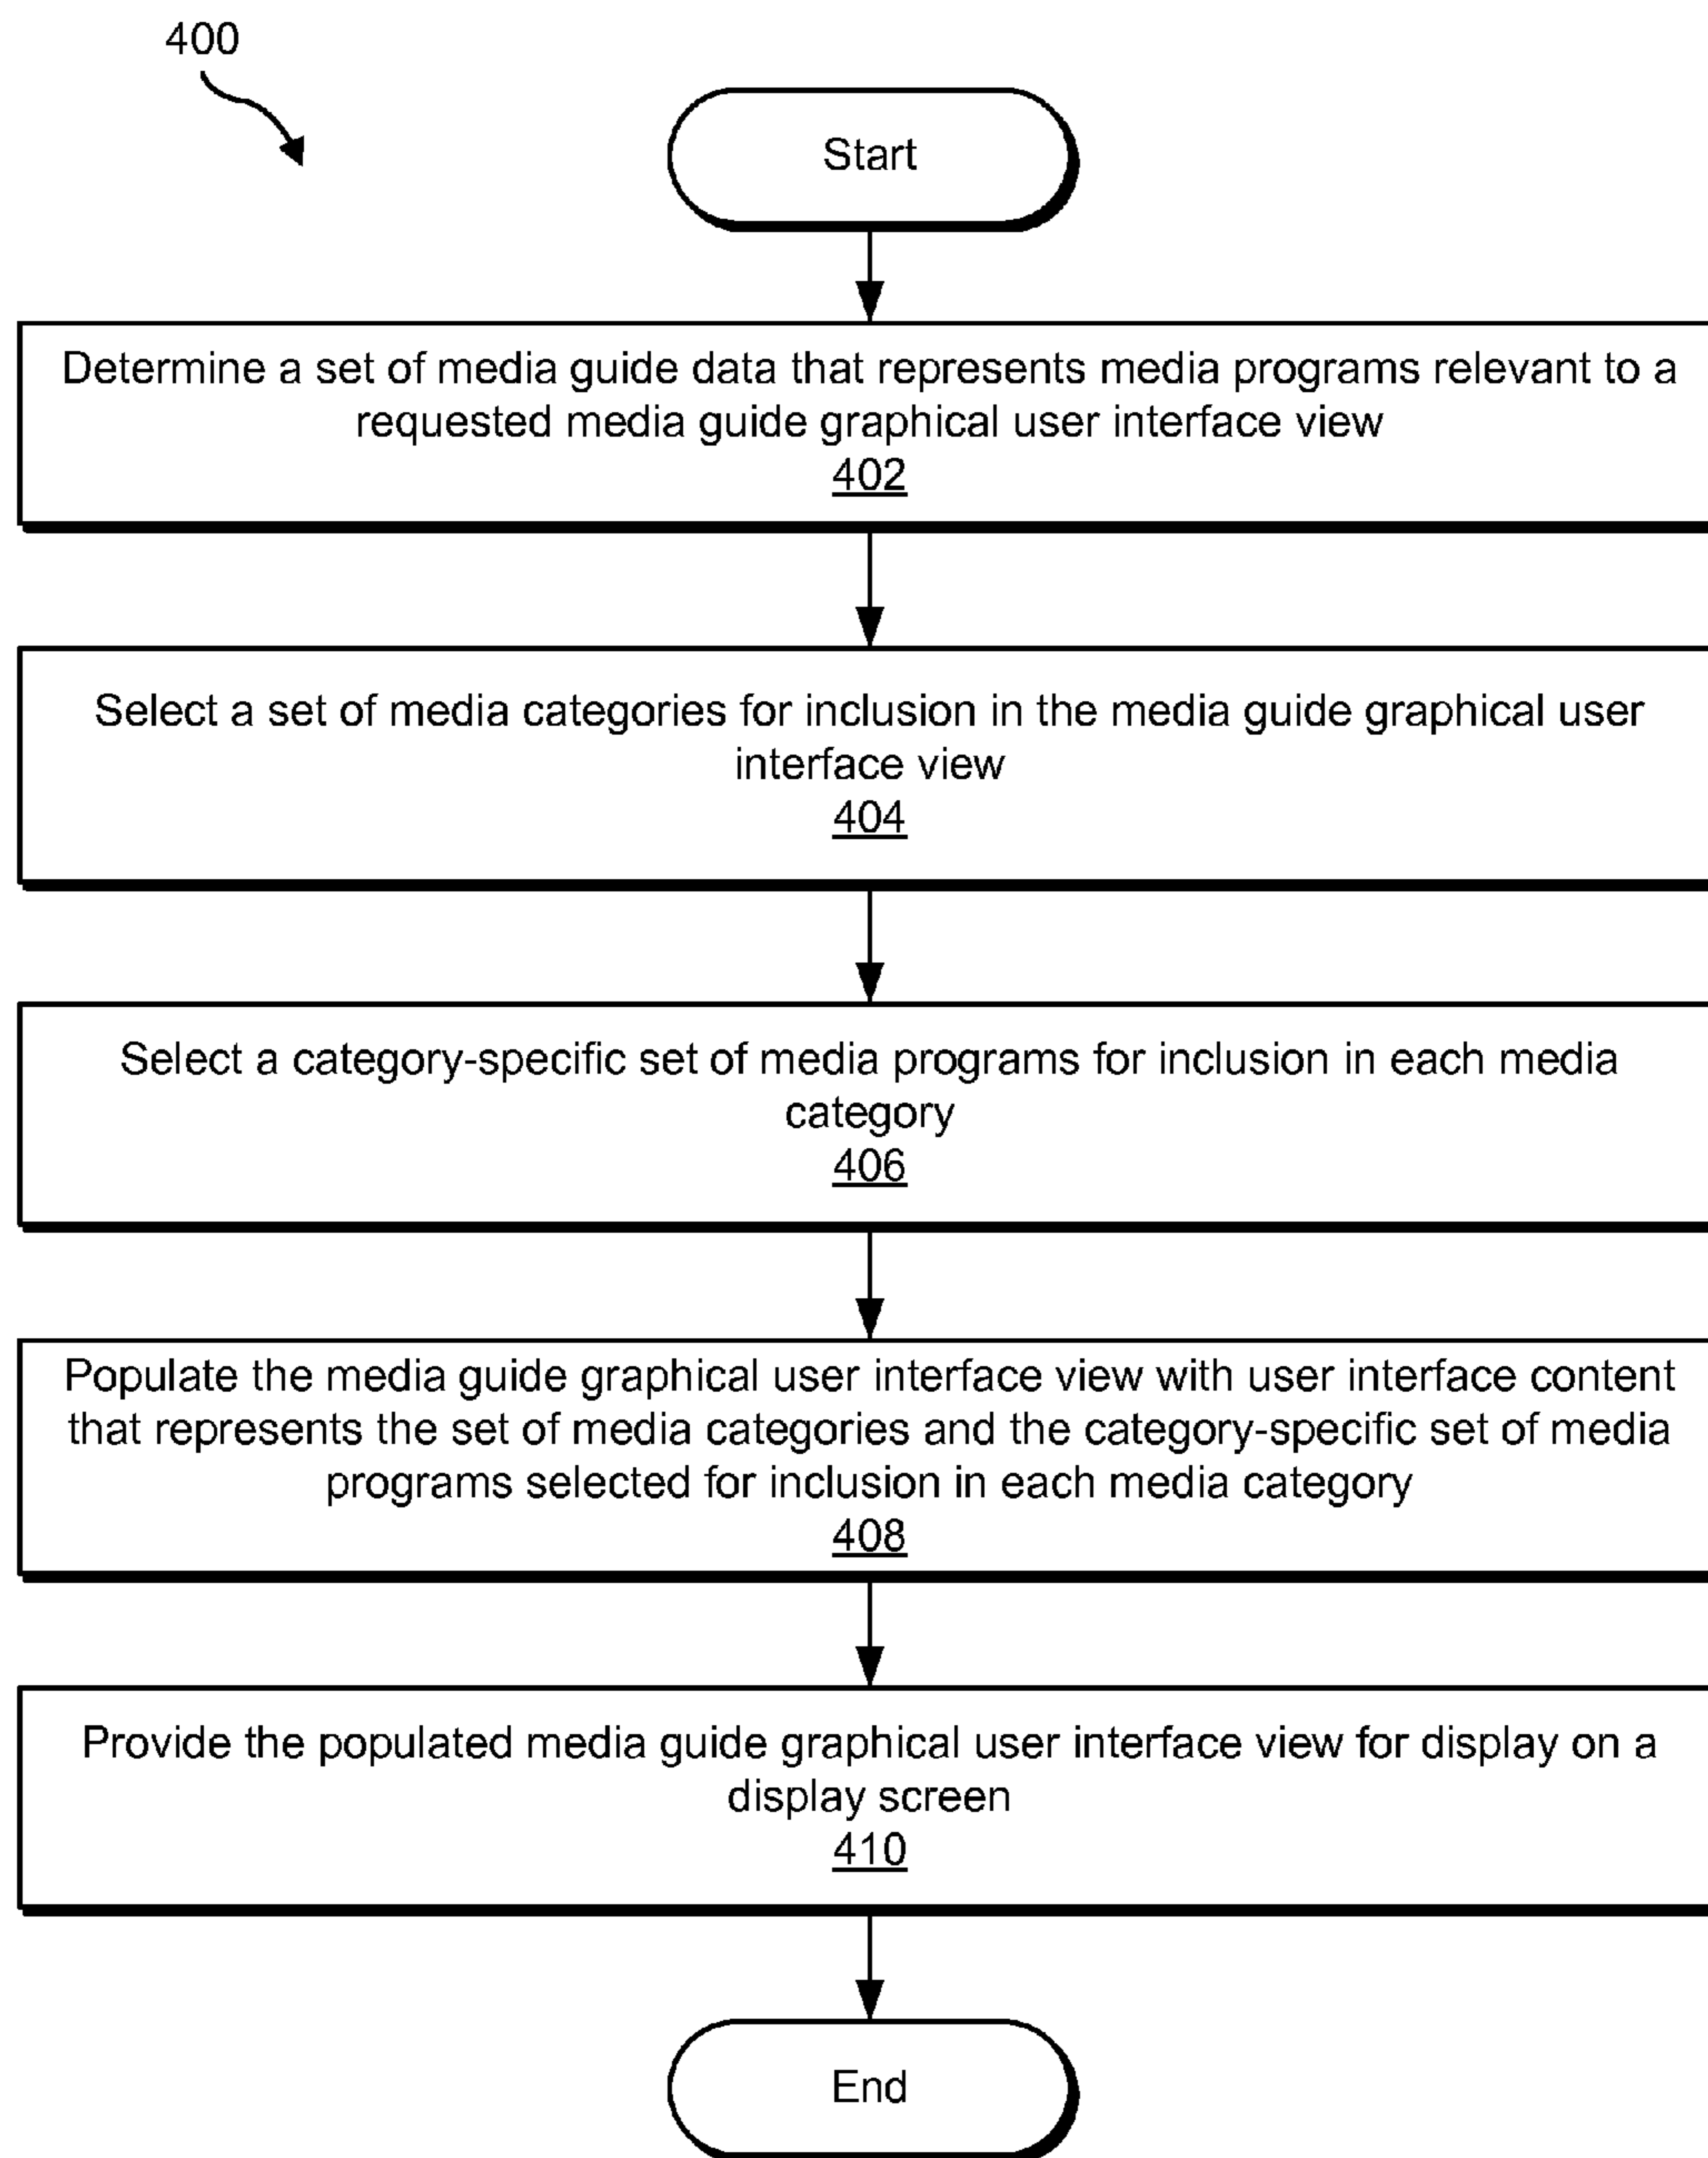 400
Start
Determine a set of media guide data that represents media programs relevant to a
requested media guide graphical user interface view
402
Select a set of media categories for inclusion in the media guide graphical user
interface view
404
Select a category-specific set of media programs for inclusion in each media
category
406
Populate the media guide graphical user interface view with user interface content
that represents the set of media categories and the category-specific set of media
programs selected for inclusion in each media category
408
Provide the populated media guide graphical user interface view for display on a
display screen
410
End